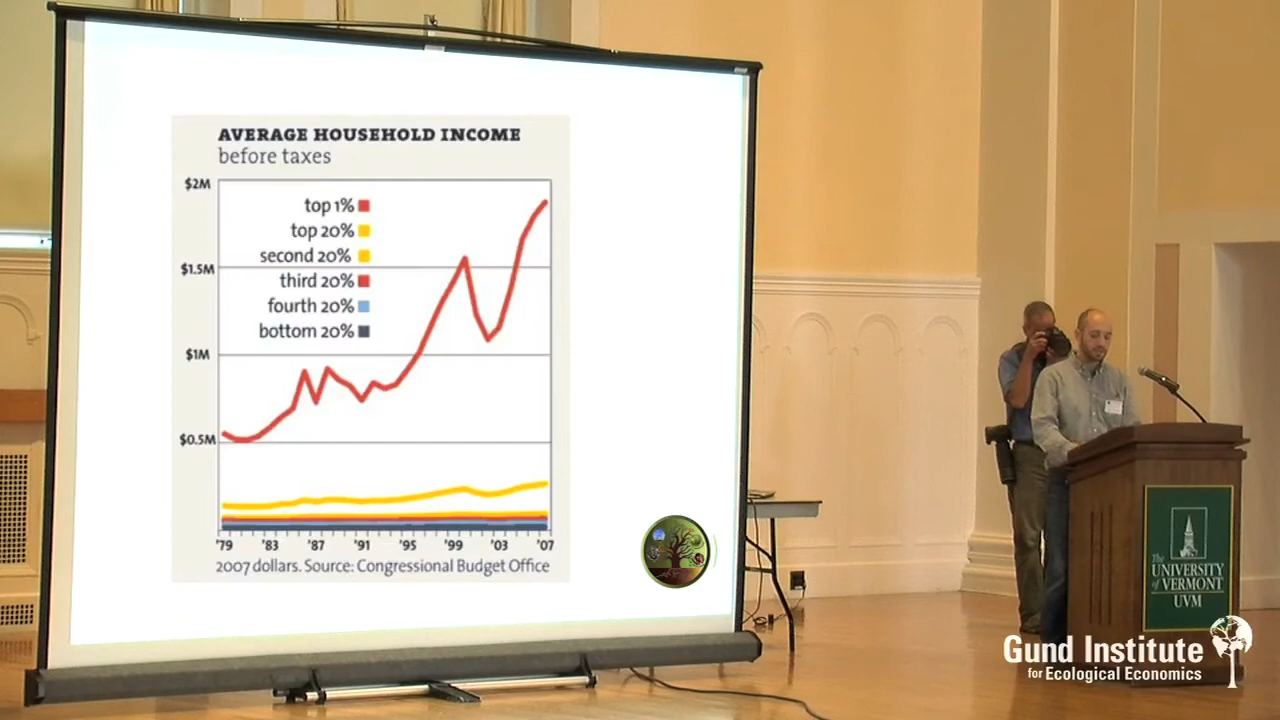 AVERAGE HOUSEHOLD INCOME
before taxes
$2M
top 1%
top 20%
second 20%
$1.5M
third 20%
fourth 20%
bottom 20%
$1M
$0.5M
'79 '83 '87 '91 '95 '99 '03 '07
2007 dollars. Source: Congressional Budget Office
The
UNIVERSITY
of VERMONT
UVM
Gund Institute
for Ecological Economics